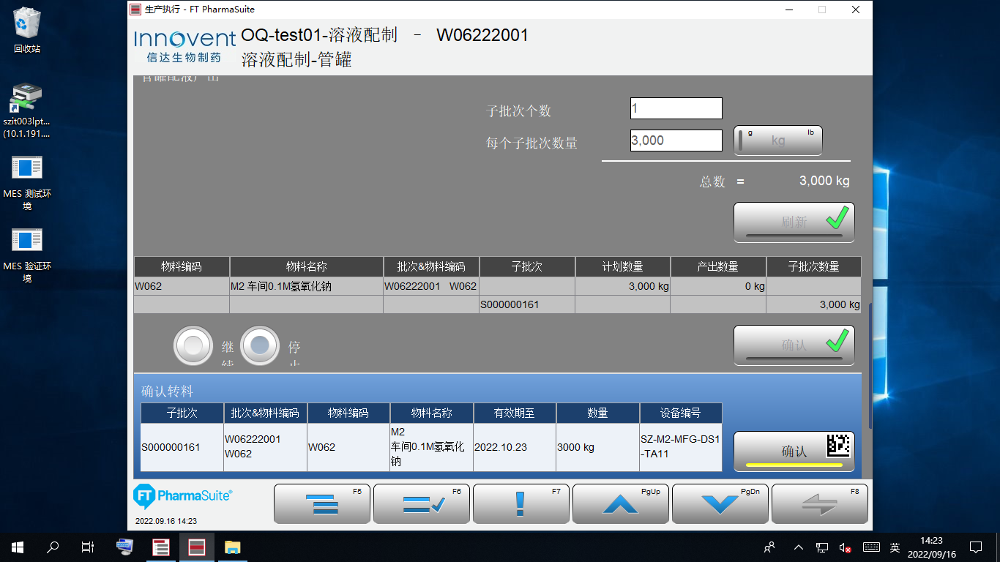 回收站
szit003lpt...
(10.1.191....
MES 测试环
境
MES 验证环
境
生产执行 - FT PharmaSuite
Innovent
信达生物制药
OQ-test01-溶液配制 - W06222001
溶液配制-管罐
管罐配液产出
子批次个数 1
每个子批次数量 3,000 g kg lb
总数 = 3,000 kg
刷新
物料编码 物料名称 批次&物料编码 子批次 计划数量 产出数量 子批次数量
W062 M2 车间0.1M氢氧化钠 W06222001 W062 3,000 kg 0 kg
S000000161 3,000 kg
继续 停止 确认
确认转料
子批次 批次&物料编码 物料编码 物料名称 有效期至 数量 设备编号
S000000161 W06222001 W062 W062 M2 车间0.1M氢氧化钠 2022.10.23 3000 kg SZ-M2-MFG-DS1-TA11
确认
FT PharmaSuite
2022.09.16 14:23
F5 F6 F7 PgUp PgDn F8
英
14:23
2022/09/16